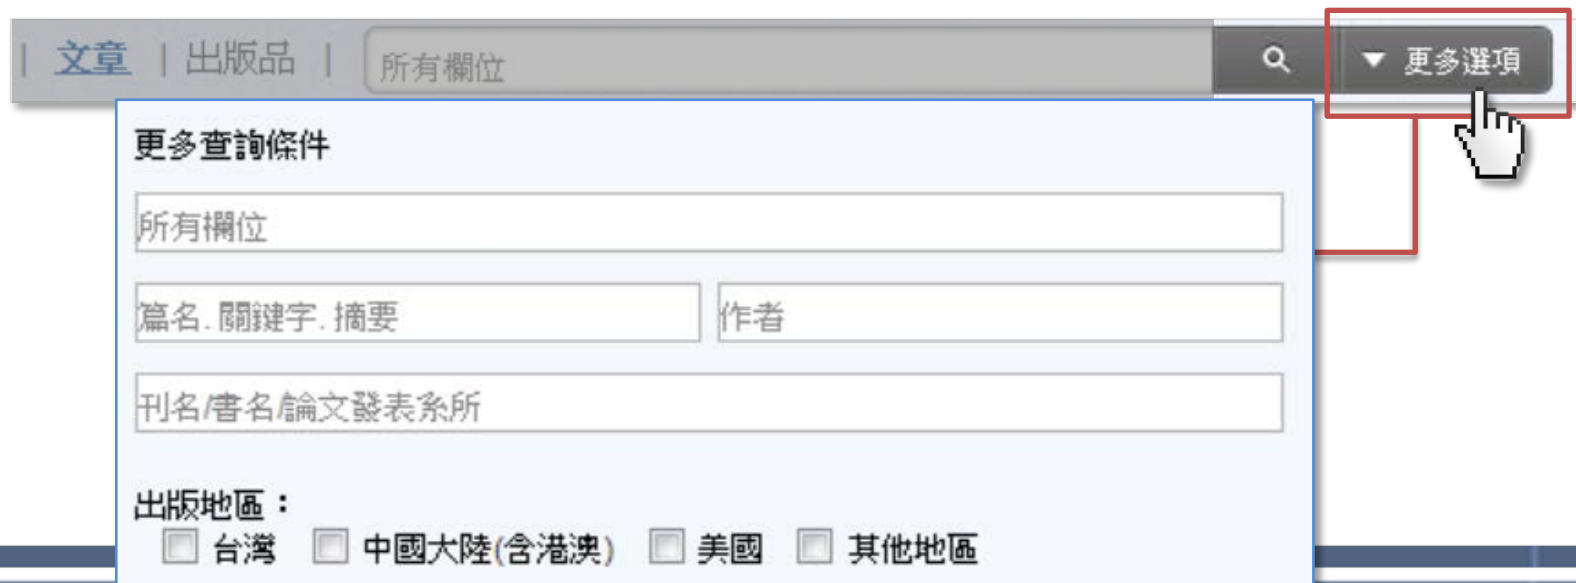 | 文章 | 出版品 | 所有欄位 更多選項
更多查詢條件
所有欄位
篇名.關鍵字.摘要 作者
刊名/書名/論文發表系所
出版地區：
台灣 中國大陸(含港澳) 美國 其他地區